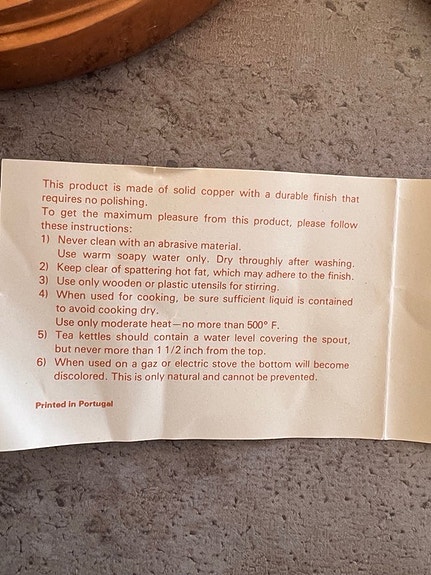 This product is made of solid copper with a durable finish that
requires no polishing.
To get the maximum pleasure from this product, please follow
these instructions:
1) Never clean with an abrasive material.
Use warm soapy water only. Dry throughly after washing.
2) Keep clear of spattering hot fat, which may adhere to the finish.
3) Use only wooden or plastic utensils for stirring.
4) When used for cooking, be sure sufficient liquid is contained
to avoid cooking dry.
Use only moderate heat—no more than 500° F.
5) Tea kettles should contain a water level covering the spout,
but never more than 1 1/2 inch from the top.
6) When used on a gaz or electric stove the bottom will become
discolored. This is only natural and cannot be prevented.
Printed in Portugal